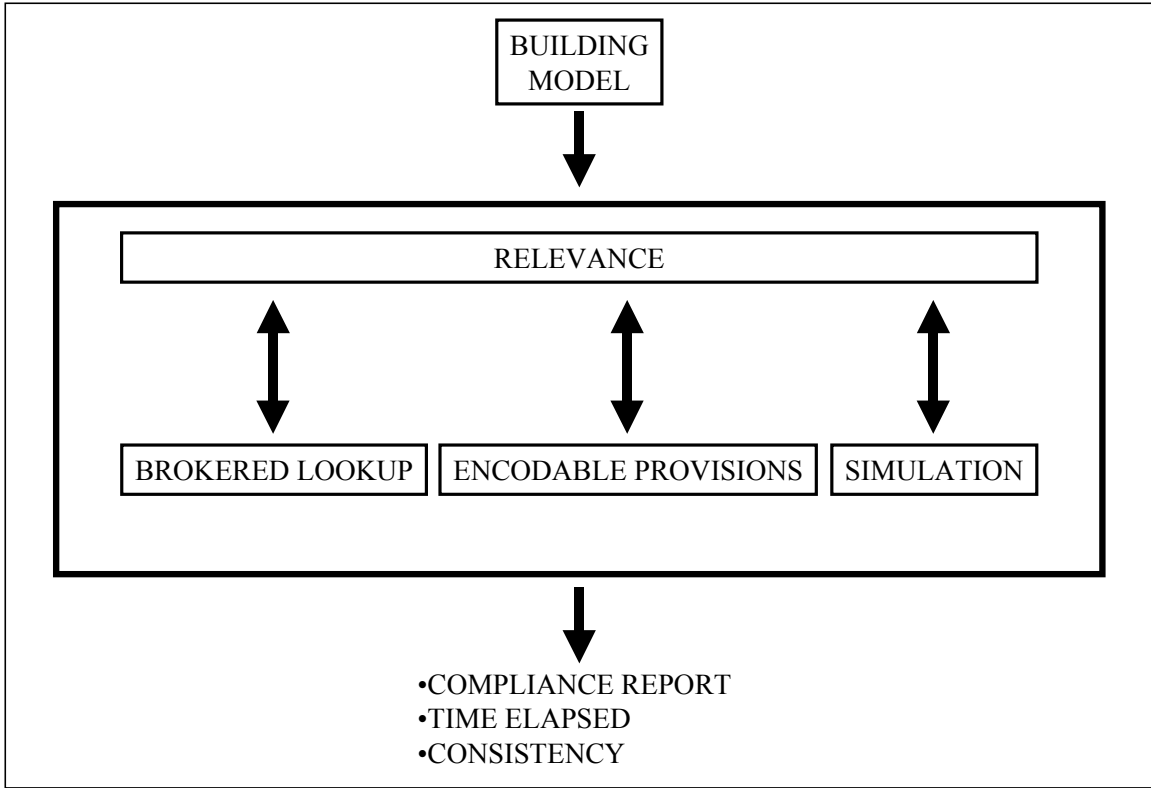 BUILDING
MODEL
RELEVANCE
BROKERED LOOKUP
ENCODABLE PROVISIONS
SIMULATION
•COMPLIANCE REPORT
•TIME ELAPSED
•CONSISTENCY